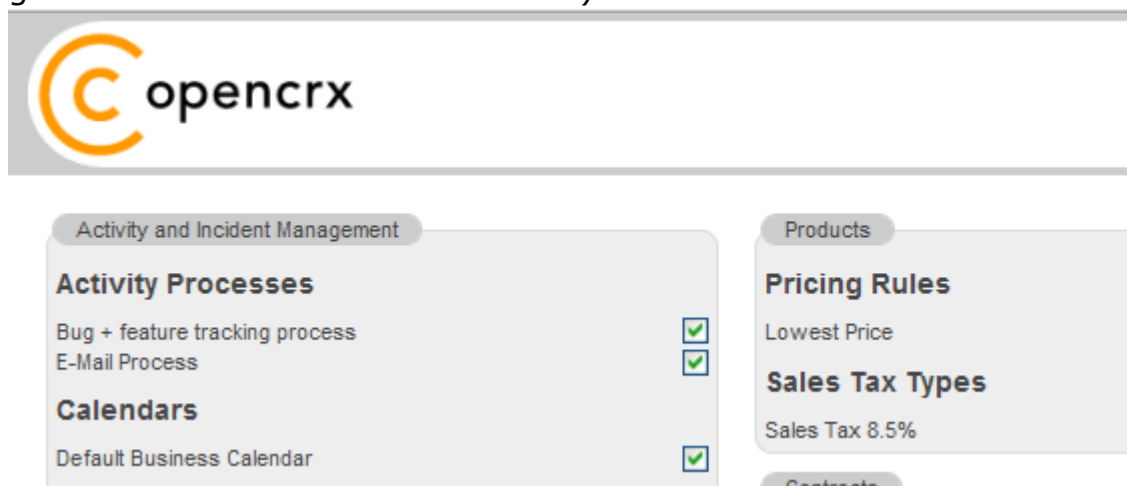 opencrx
Activity and Incident Management
Activity Processes
Bug + feature tracking process
E-Mail Process
Calendars
Default Business Calendar
Products
Pricing Rules
Lowest Price
Sales Tax Types
Sales Tax 8.5%
Contracts